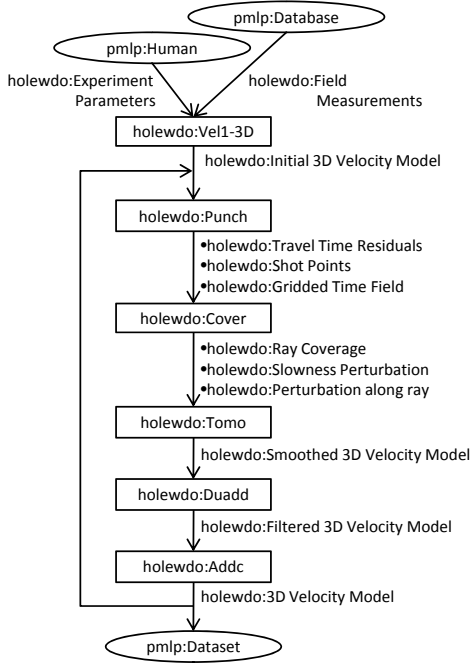 pmlp:Database
pmlp:Human
holewdo:Experiment
Parameters
holewdo:Field
Measurements
holewdo:Vel1-3D
holewdo:Initial 3D Velocity Model
holewdo:Punch
•holewdo:Travel Time Residuals
•holewdo:Shot Points
•holewdo:Gridded Time Field
holewdo:Cover
•holewdo:Ray Coverage
•holewdo:Slowness Perturbation
•holewdo:Perturbation along ray
holewdo:Tomo
holewdo:Smoothed 3D Velocity Model
holewdo:Duadd
holewdo:Filtered 3D Velocity Model
holewdo:Addc
holewdo:3D Velocity Model
pmlp:Dataset